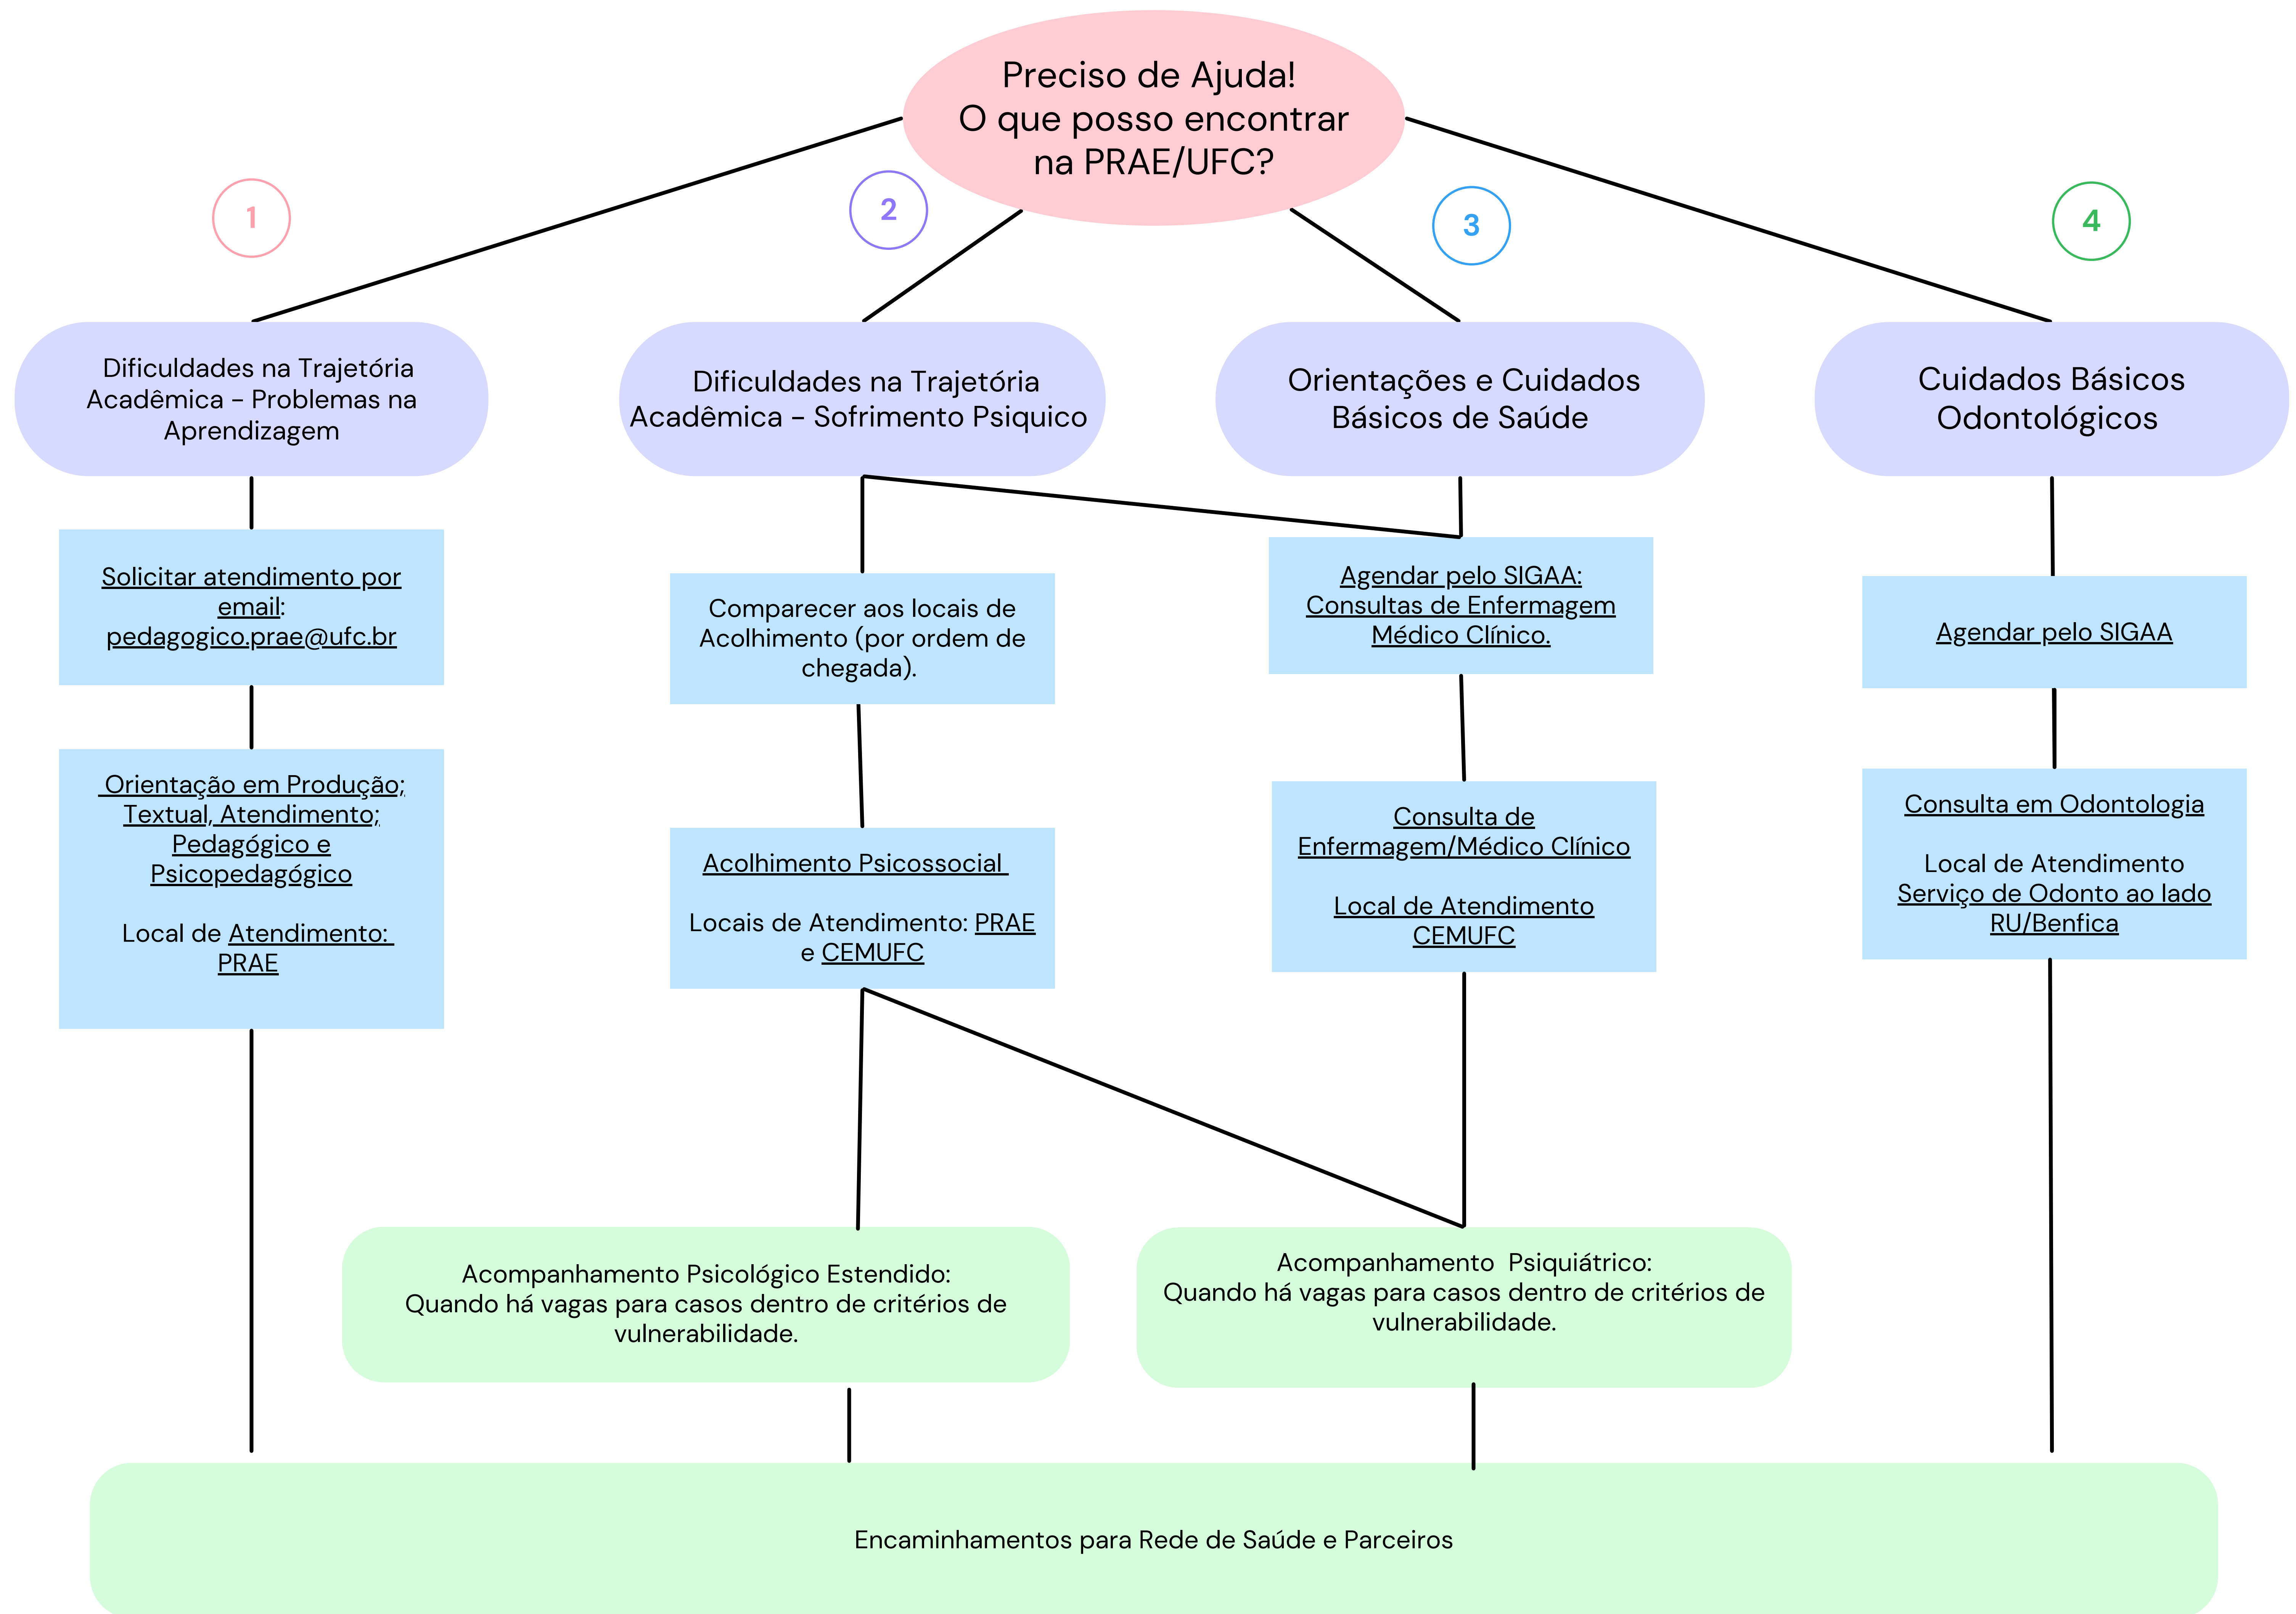 Preciso de Ajuda!
O que posso encontrar
na PRAE/UFC?
1
2
3
4
Dificuldades na Trajetória
Acadêmica - Problemas na
Aprendizagem
Dificuldades na Trajetória
Acadêmica - Sofrimento Psiquico
Orientações e Cuidados
Básicos de Saúde
Cuidados Básicos
Odontológicos
Solicitar atendimento por
email:
pedagogico.prae@ufc.br
Comparecer aos locais de
Acolhimento (por ordem de
chegada).
Agendar pelo SIGAA:
Consultas de Enfermagem
Médico Clínico.
Agendar pelo SIGAA
Orientação em Produção;
Textual, Atendimento;
Pedagógico e
Psicopedagógico
Local de Atendimento:
PRAE
Acolhimento Psicossocial
Locais de Atendimento: PRAE
e CEMUFC
Consulta de
Enfermagem/Médico Clínico
Local de Atendimento
CEMUFC
Consulta em Odontologia
Local de Atendimento
Serviço de Odonto ao lado
RU/Benfica
Acompanhamento Psicológico Estendido:
Quando há vagas para casos dentro de critérios de
vulnerabilidade.
Acompanhamento Psiquiátrico:
Quando há vagas para casos dentro de critérios de
vulnerabilidade.
Encaminhamentos para Rede de Saúde e Parceiros